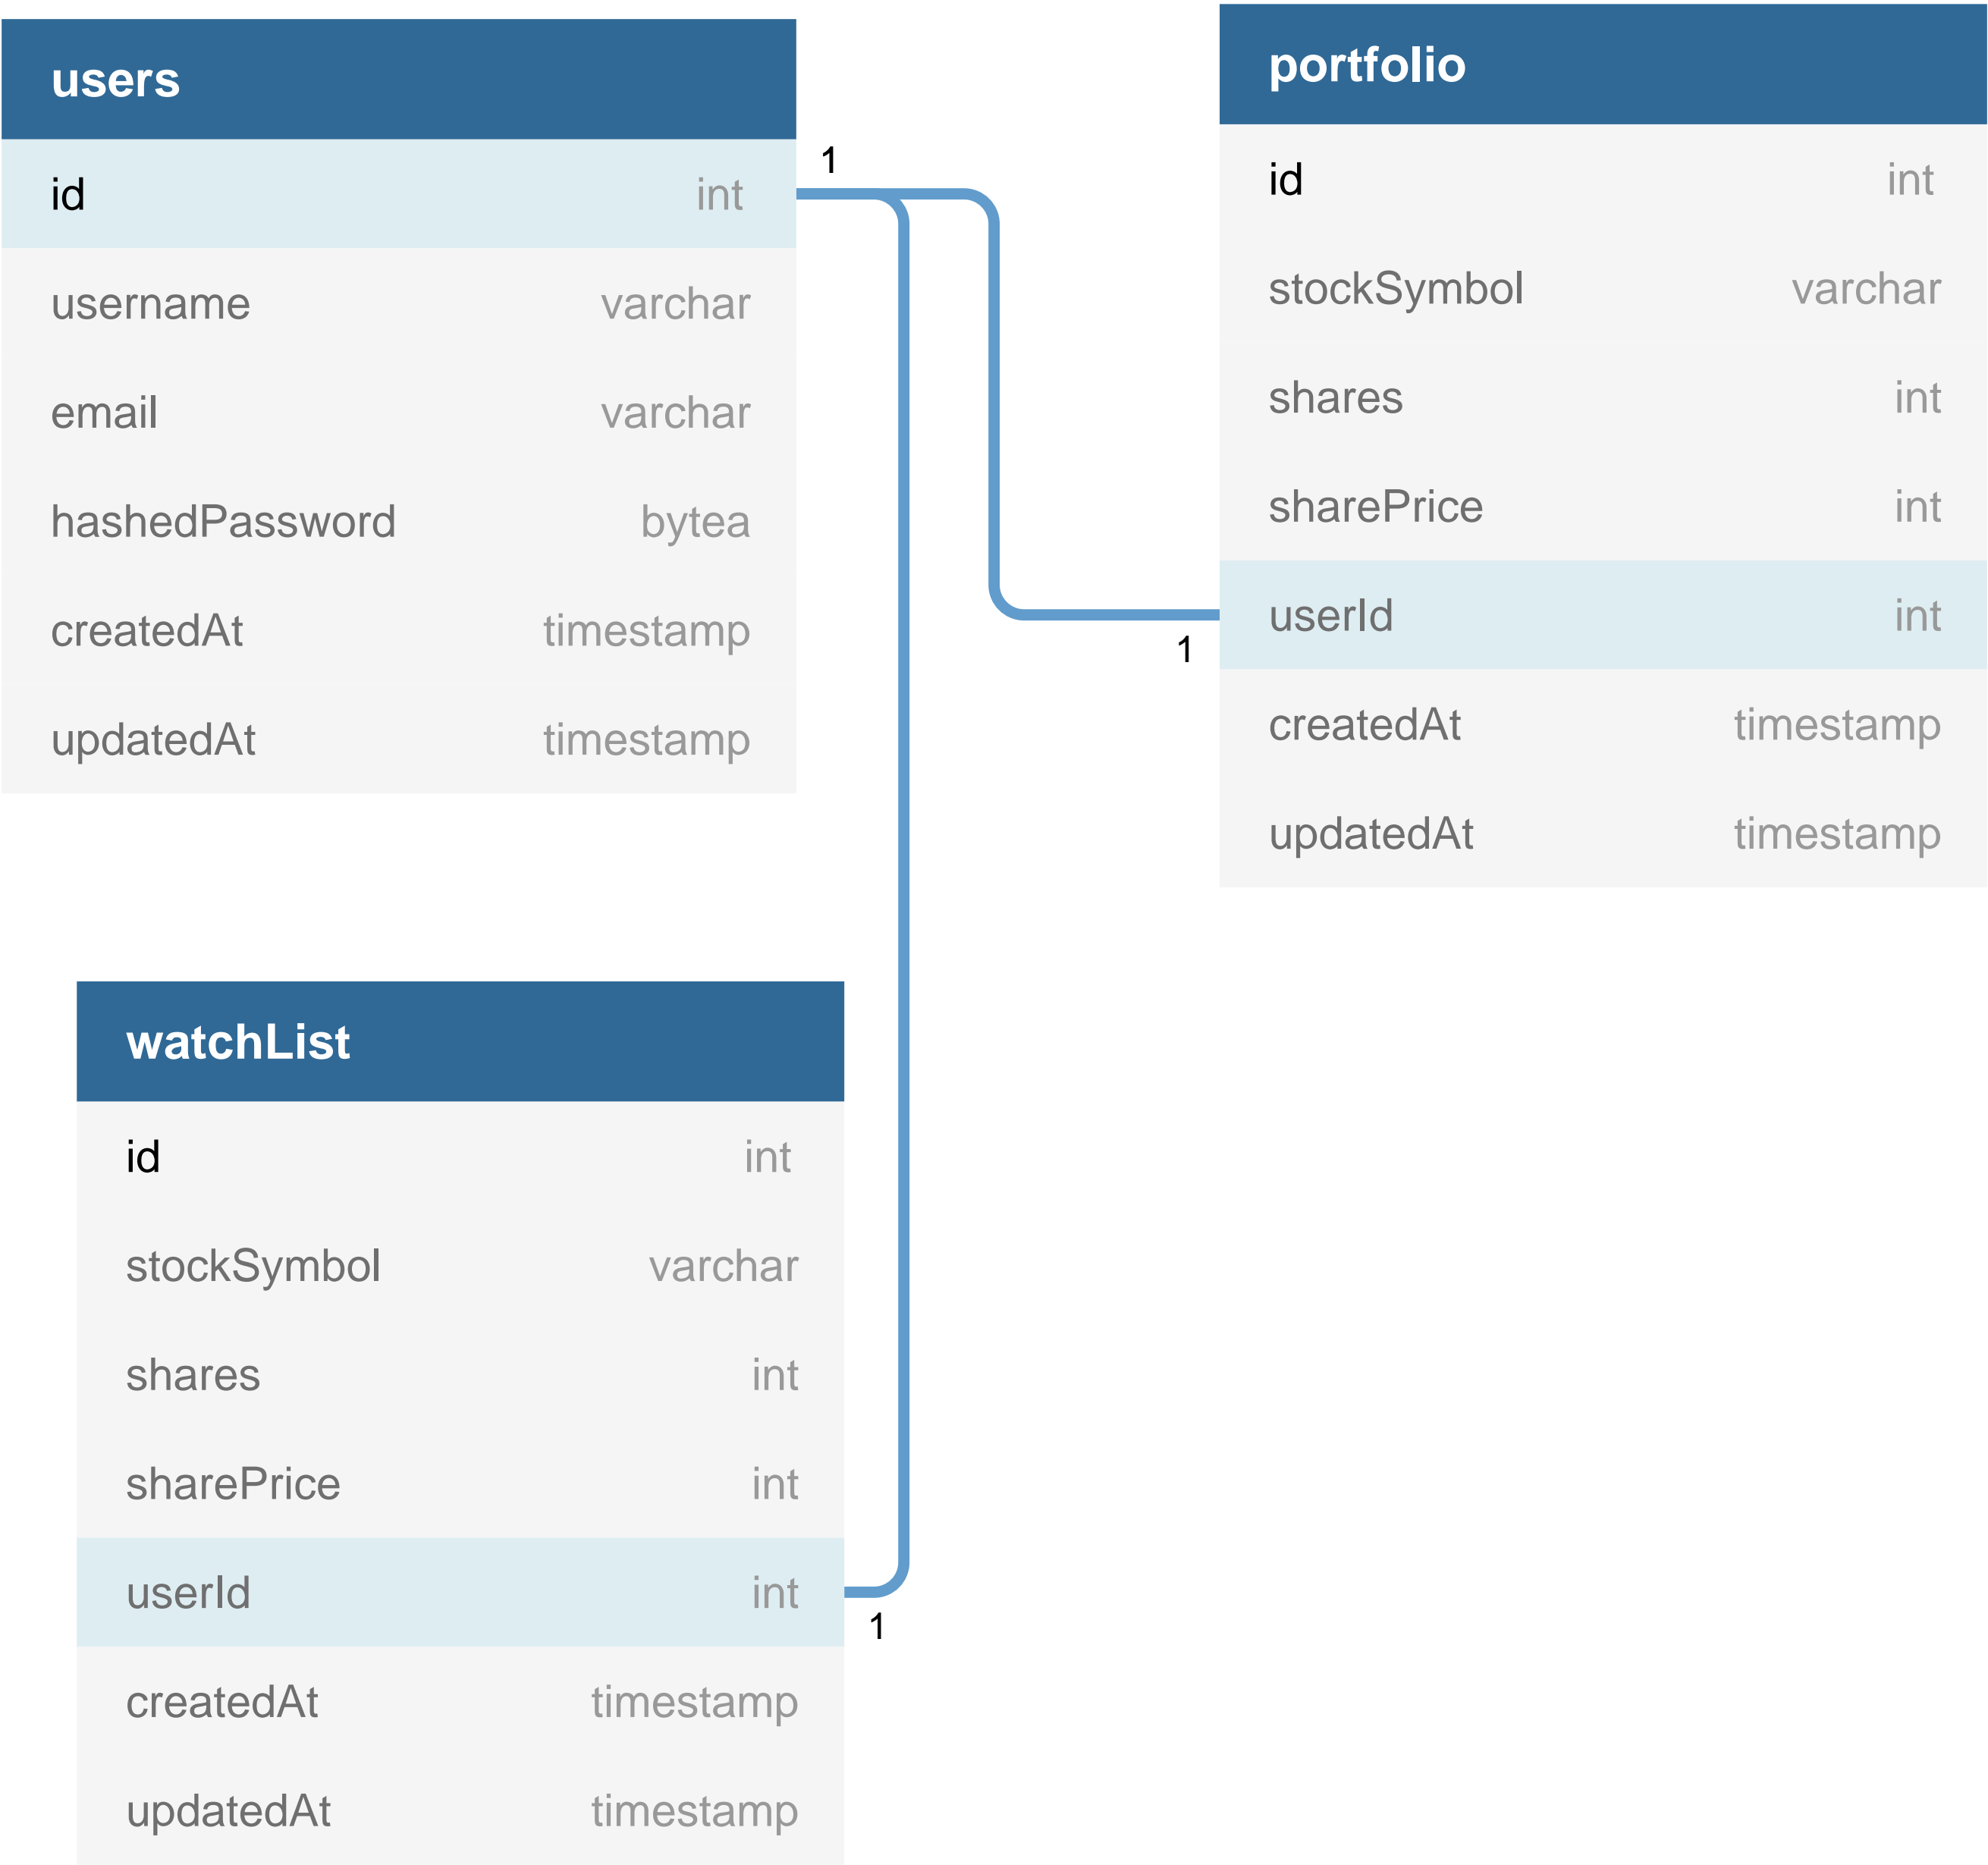 users
id int
username varchar
email varchar
hashedPassword bytea
createdAt timestamp
updatedAt timestamp
1
portfolio
id int
stockSymbol varchar
shares int
sharePrice int
userId int
createdAt timestamp
updatedAt timestamp
1
watchList
id int
stockSymbol varchar
shares int
sharePrice int
userId int
createdAt timestamp
updatedAt timestamp
1